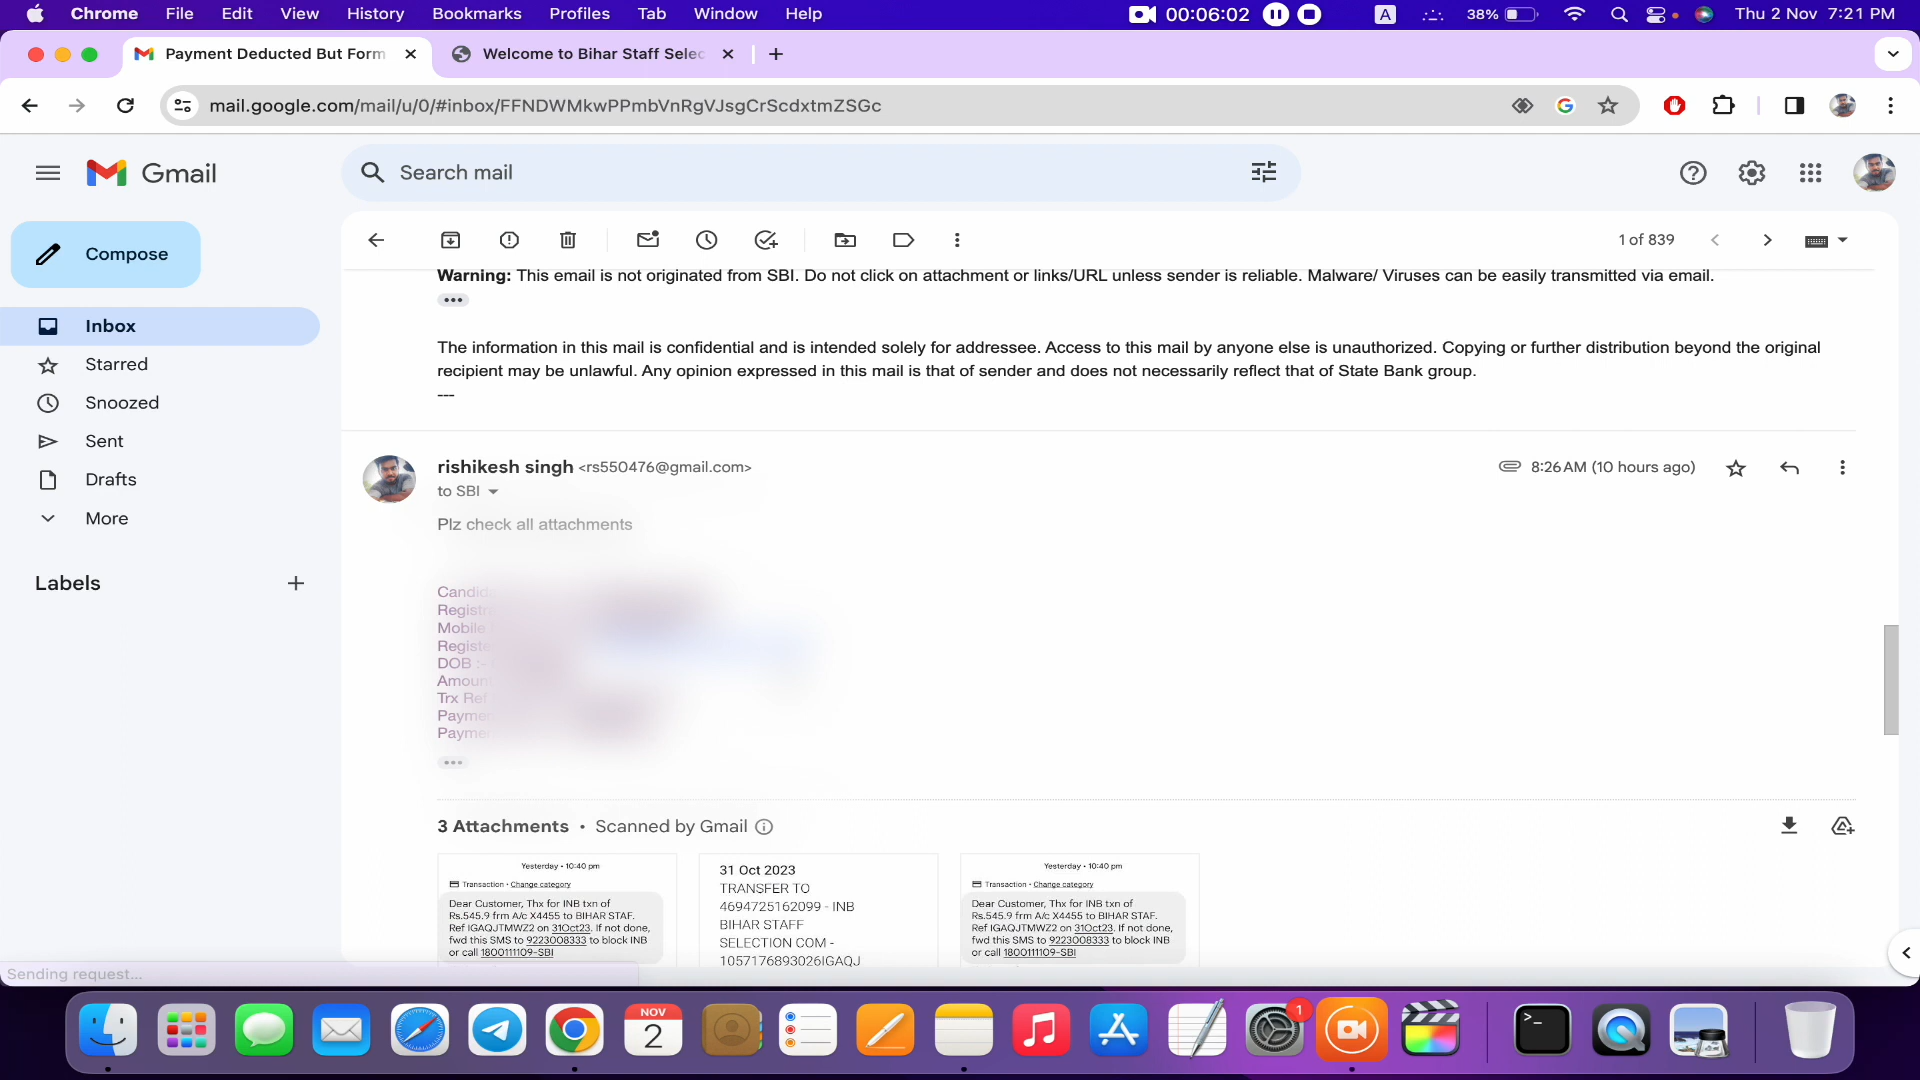 Chrome File Edit View History Bookmarks Profiles Tab Window Help 00:06:02 A 38% Thu 2 Nov 7:21 PM
Payment Deducted But Form Welcome to Bihar Staff Selec
mail.google.com/mail/u/0/#inbox/FFNDWMkwPPmbVnRgVJsgCrScdxtmZSGc
Gmail Search mail
Compose
1 of 839
Inbox
Starred
Snoozed
Sent
Drafts
More
Labels
Warning: This email is not originated from SBI. Do not click on attachment or links/URL unless sender is reliable. Malware/ Viruses can be easily transmitted via email.
The information in this mail is confidential and is intended solely for addressee. Access to this mail by anyone else is unauthorized. Copying or further distribution beyond the original
recipient may be unlawful. Any opinion expressed in this mail is that of sender and does not necessarily reflect that of State Bank group.
---
rishikesh singh <rs550476@gmail.com> 8:26 AM (10 hours ago)
to SBI
Plz check all attachments
Mobile
DOB :-
Amount
Trx Ref
3 Attachments • Scanned by Gmail
Yesterday • 10:40 pm
Transaction • Change category
Dear Customer, Thx for INB txn of
Rs.545.9 frm A/c X4455 to BIHAR STAF.
Ref IGAQJTMWZ2 on 31Oct23. If not done,
fwd this SMS to 9223008333 to block INB
or call 1800111109-SBI
31 Oct 2023
TRANSFER TO
4694725162099 - INB
BIHAR STAFF
SELECTION COM -
1057176893026IGAQJ
Yesterday • 10:40 pm
Transaction • Change category
Dear Customer, Thx for INB txn of
Rs.545.9 frm A/c X4455 to BIHAR STAF.
Ref IGAQJTMWZ2 on 31Oct23. If not done,
fwd this SMS to 9223008333 to block INB
or call 1800111109-SBI
Sending request...
NOV
2
1